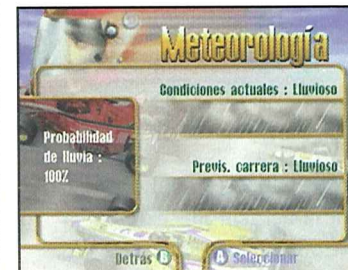 Meteorología
Condiciones actuales : Lluvioso
Probabilidad
de lluvia :
100%
Previs. carrera : Lluvioso
Detrás B
A Seleccionar